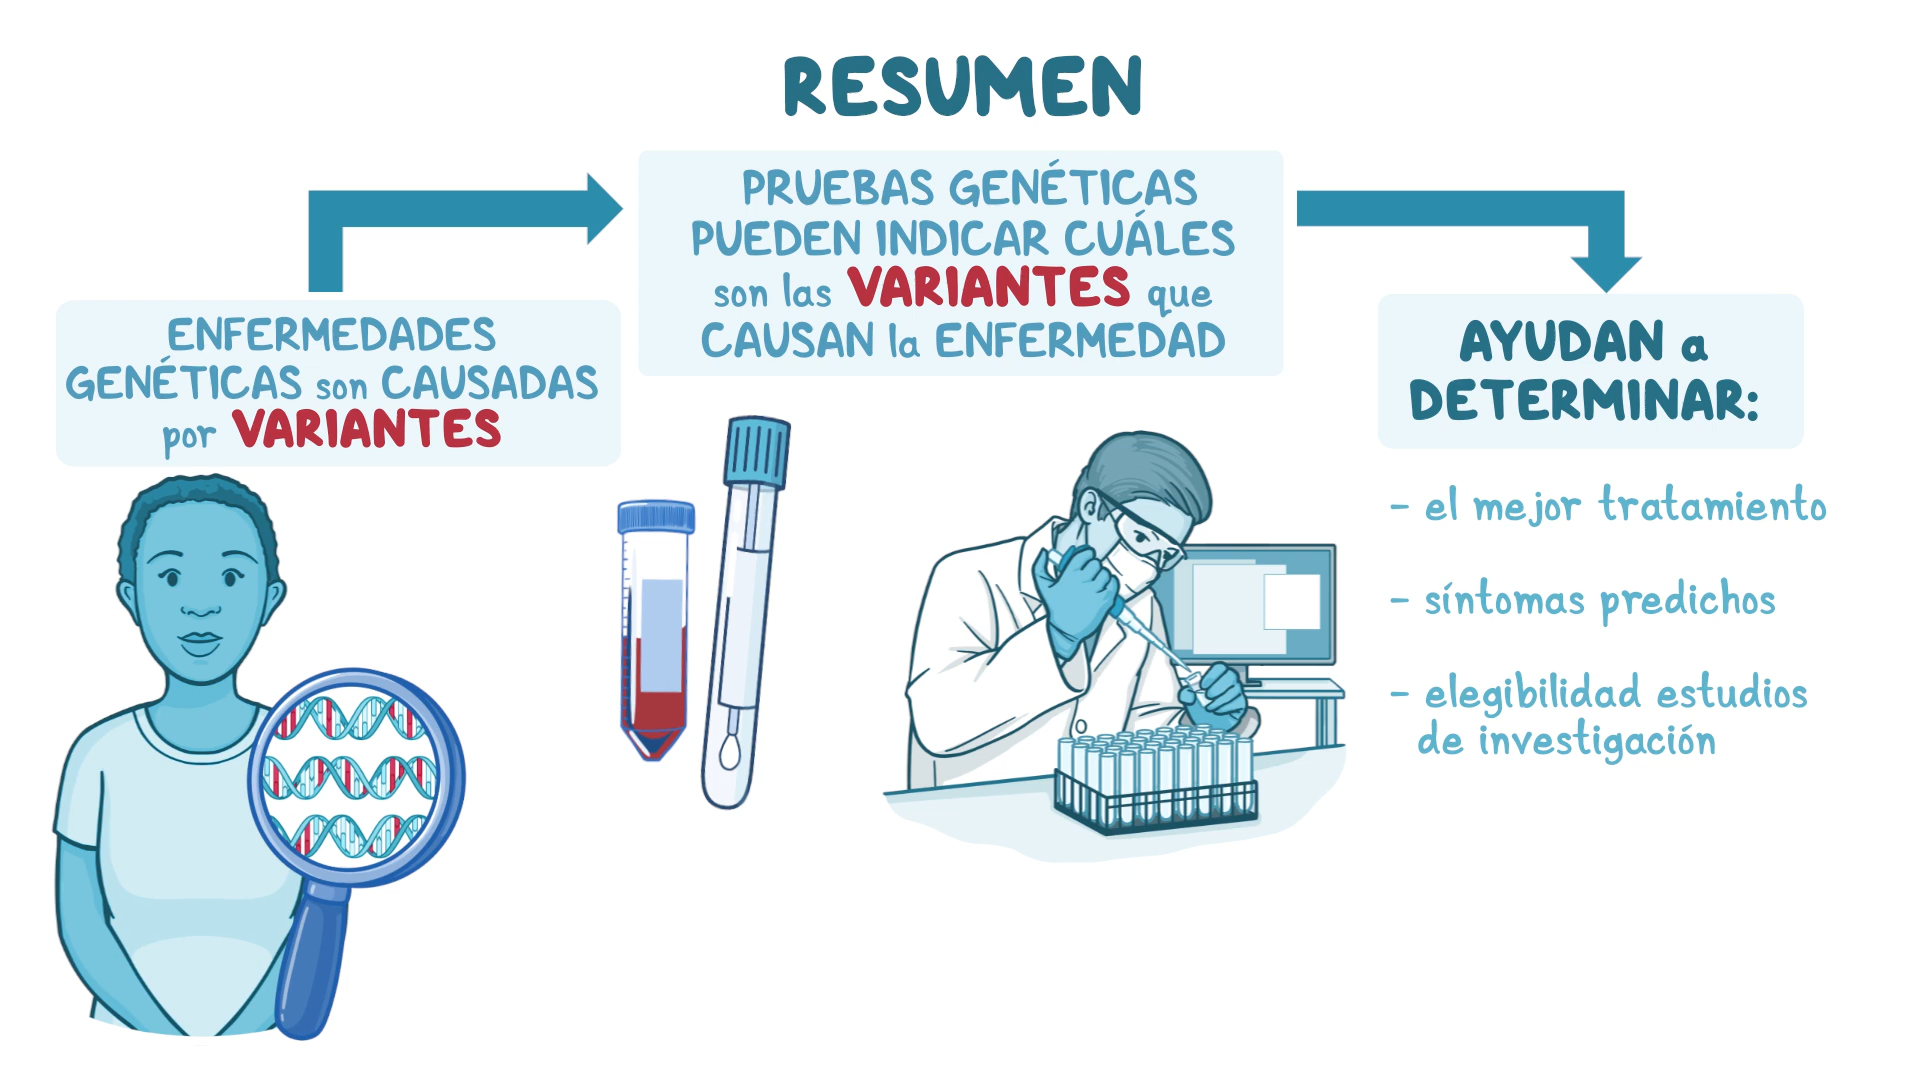 RESUMEN
ENFERMEDADES
GENÉTICAS son CAUSADAS
por VARIANTES
PRUEBAS GENÉTICAS
PUEDEN INDICAR CUÁLES
son las VARIANTES que
CAUSAN la ENFERMEDAD
AYUDAN a
DETERMINAR:
- el mejor tratamiento
- síntomas predichos
- elegibilidad estudios
de investigación